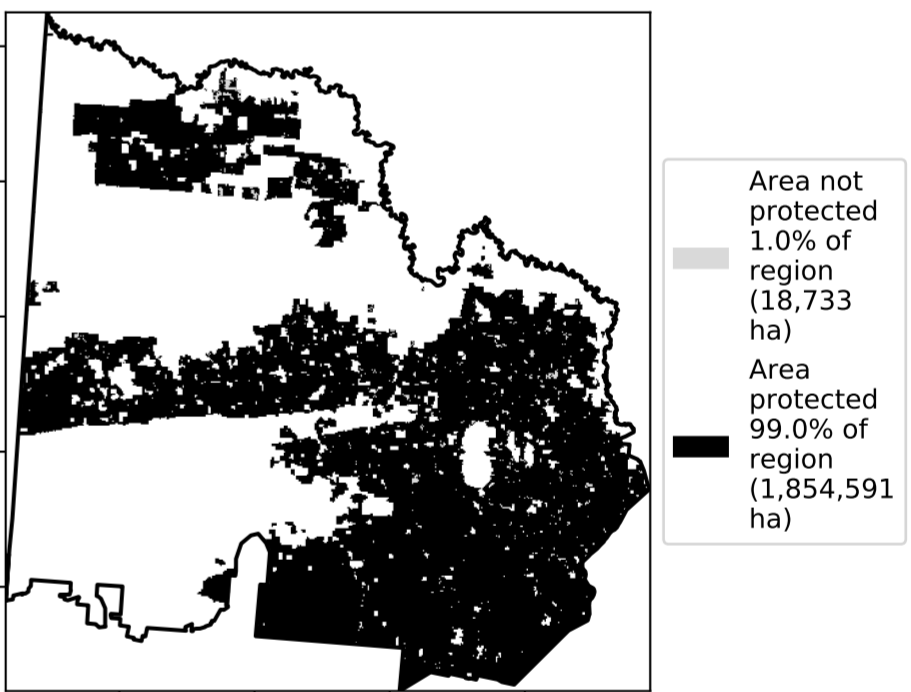 Area not
protected
1.0% of
region
(18,733
ha)
Area
protected
99.0% of
region
(1,854,591
ha)